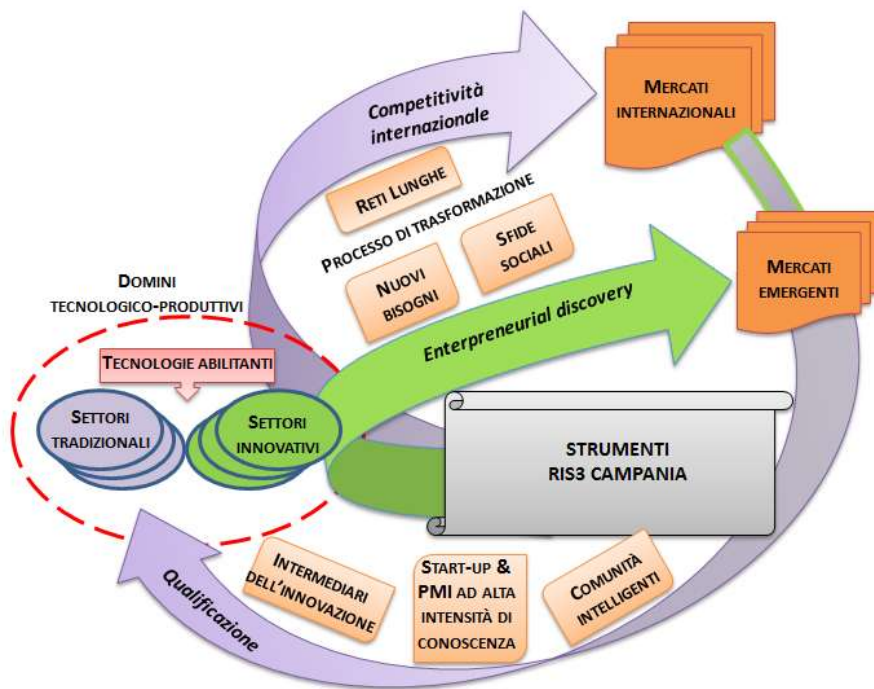 Competitività
internazionale
MERCATI
INTERNAZIONALI
RETI LUNGHE
PROCESSO DI TRASFORMAZIONE
SFIDE
SOCIALI
NUOVI
BISOGNI
MERCATI
EMERGENTI
DOMINI
TECNOLOGICO-PRODUTTIVI
Enterpreneurial discovery
TECNOLOGIE ABILITANTI
SETTORI
TRADIZIONALI
SETTORI
INNOVATIVI
STRUMENTI
RIS3 CAMPANIA
Qualificazione
INTERMEDIARI
DELL'INNOVAZIONE
START-UP &
PMI AD ALTA
INTENSITÀ DI
CONOSCENZA
COMUNITÀ
INTELLIGENTI